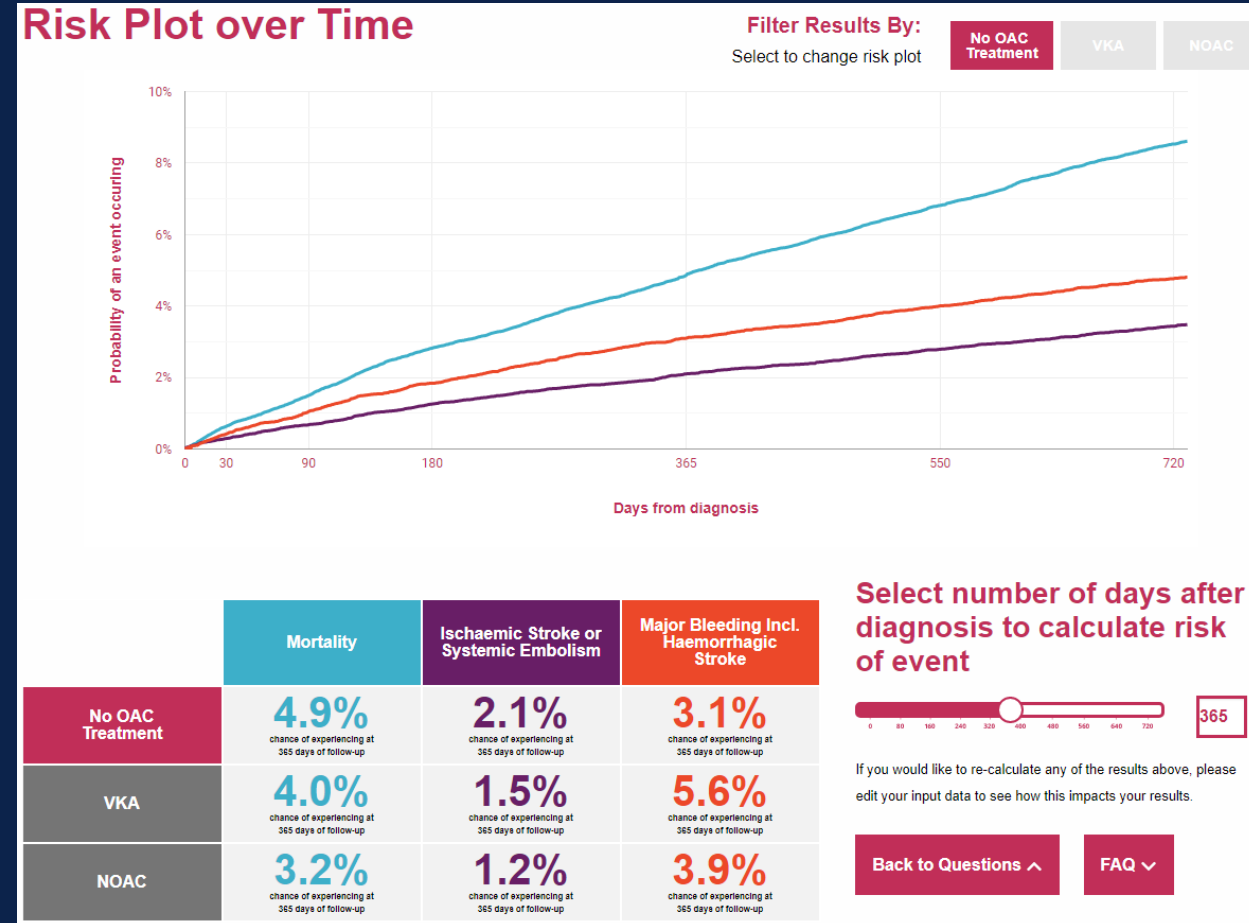 Risk Plot over Time
Filter Results By:
Select to change risk plot
No OAC
Treatment
VKA
NOAC
10%
8%
6%
4%
2%
0%
Probability of an event occuring
0 30 90 180 365 550 720
Days from diagnosis
Mortality
Ischaemic Stroke or
Systemic Embolism
Major Bleeding Incl.
Haemorrhagic
Stroke
No OAC
Treatment
4.9%
chance of experiencing at
365 days of follow-up
2.1%
chance of experiencing at
365 days of follow-up
3.1%
chance of experiencing at
365 days of follow-up
VKA
4.0%
chance of experiencing at
365 days of follow-up
1.5%
chance of experiencing at
365 days of follow-up
5.6%
chance of experiencing at
365 days of follow-up
NOAC
3.2%
chance of experiencing at
365 days of follow-up
1.2%
chance of experiencing at
365 days of follow-up
3.9%
chance of experiencing at
365 days of follow-up
Select number of days after
diagnosis to calculate risk
of event
0 80 160 240 320 400 480 560 640 720
365
If you would like to re-calculate any of the results above, please
edit your input data to see how this impacts your results.
Back to Questions
FAQ